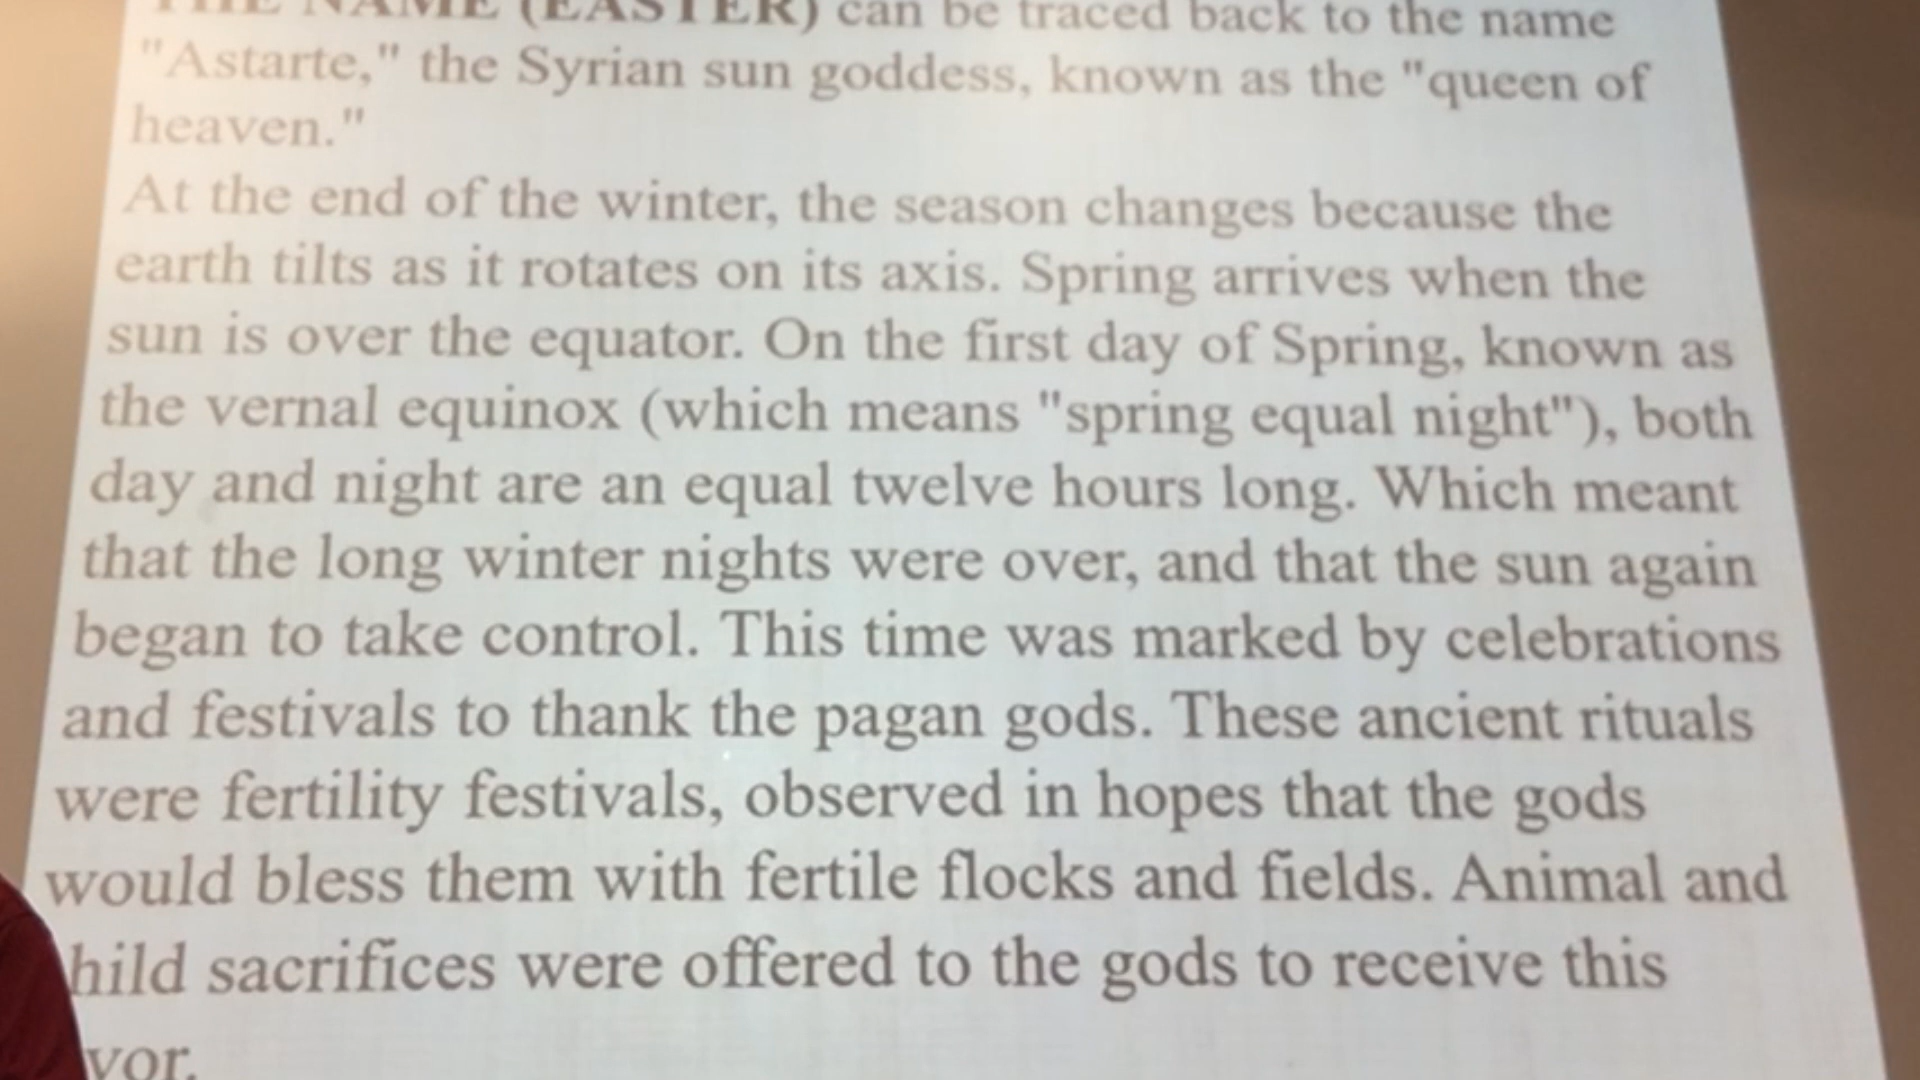 THE NAME (EASTER) can be traced back to the name
"Astarte," the Syrian sun goddess, known as the "queen of
heaven."
At the end of the winter, the season changes because the
earth tilts as it rotates on its axis. Spring arrives when the
sun is over the equator. On the first day of Spring, known as
the vernal equinox (which means "spring equal night"), both
day and night are an equal twelve hours long. Which meant
that the long winter nights were over, and that the sun again
began to take control. This time was marked by celebrations
and festivals to thank the pagan gods. These ancient rituals
were fertility festivals, observed in hopes that the gods
would bless them with fertile flocks and fields. Animal and
hild sacrifices were offered to the gods to receive this
vor.